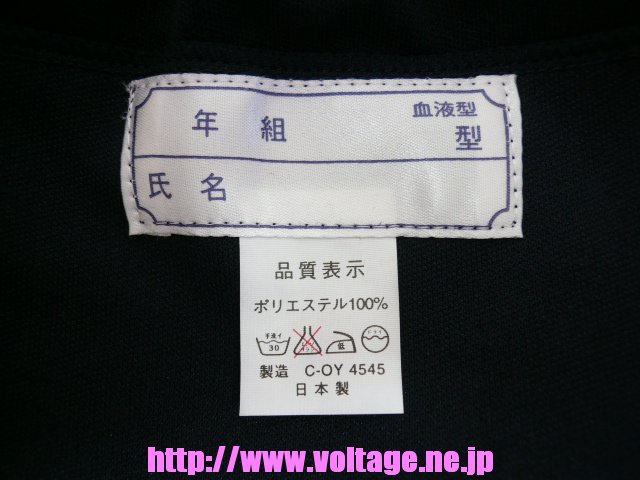 血液型
年 組 型
氏 名
品質表示
ポリエステル100%
手洗イ 30 低 ドライ
製造 C-OY 4545
日本製
http://www.voltage.ne.jp